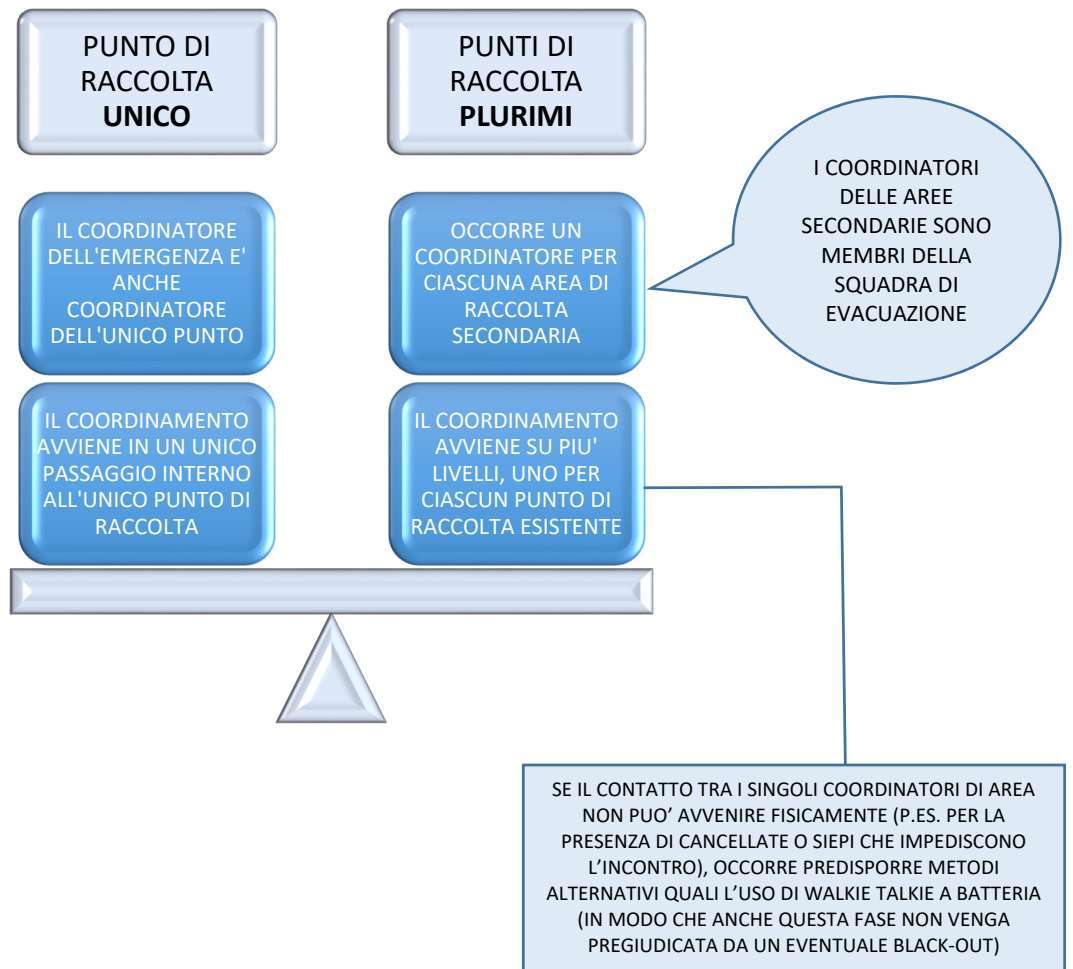 PUNTO DI
RACCOLTA
UNICO
PUNTI DI
RACCOLTA
PLURIMI
IL COORDINATORE
DELL'EMERGENZA E'
ANCHE
COORDINATORE
DELL'UNICO PUNTO
OCCORRE UN
COORDINATORE PER
CIASCUNA AREA DI
RACCOLTA
SECONDARIA
I COORDINATORI
DELLE AREE
SECONDARIE SONO
MEMBRI DELLA
SQUADRA DI
EVACUAZIONE
IL COORDINAMENTO
AVVIENE IN UN UNICO
PASSAGGIO INTERNO
ALL'UNICO PUNTO DI
RACCOLTA
IL COORDINAMENTO
AVVIENE SU PIU'
LIVELLI, UNO PER
CIASCUN PUNTO DI
RACCOLTA ESISTENTE
SE IL CONTATTO TRA I SINGOLI COORDINATORI DI AREA
NON PUO’ AVVENIRE FISICAMENTE (P.ES. PER LA
PRESENZA DI CANCELLATE O SIEPI CHE IMPEDISCONO
L’INCONTRO), OCCORRE PREDISPORRE METODI
ALTERNATIVI QUALI L’USO DI WALKIE TALKIE A BATTERIA
(IN MODO CHE ANCHE QUESTA FASE NON VENGA
PREGIUDICATA DA UN EVENTUALE BLACK-OUT)